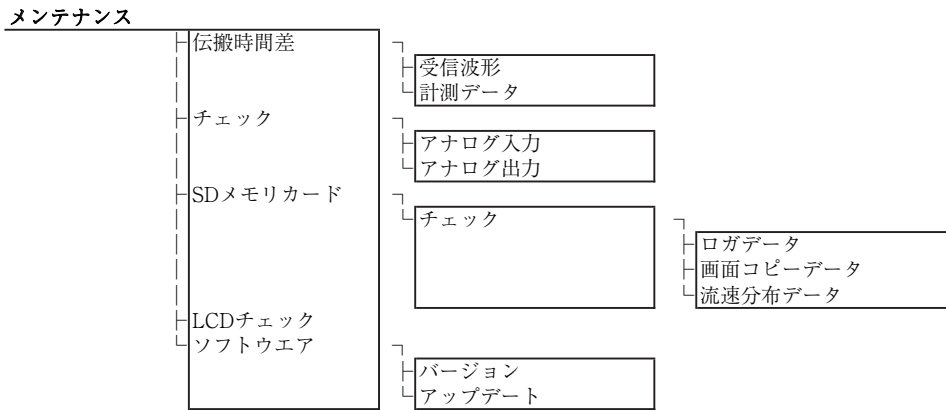 メンテナンス
伝搬時間差
受信波形
計測データ
チェック
アナログ入力
アナログ出力
SDメモリカード
チェック
ロガデータ
画面コピーデータ
流速分布データ
LCDチェック
ソフトウエア
バージョン
アップデート